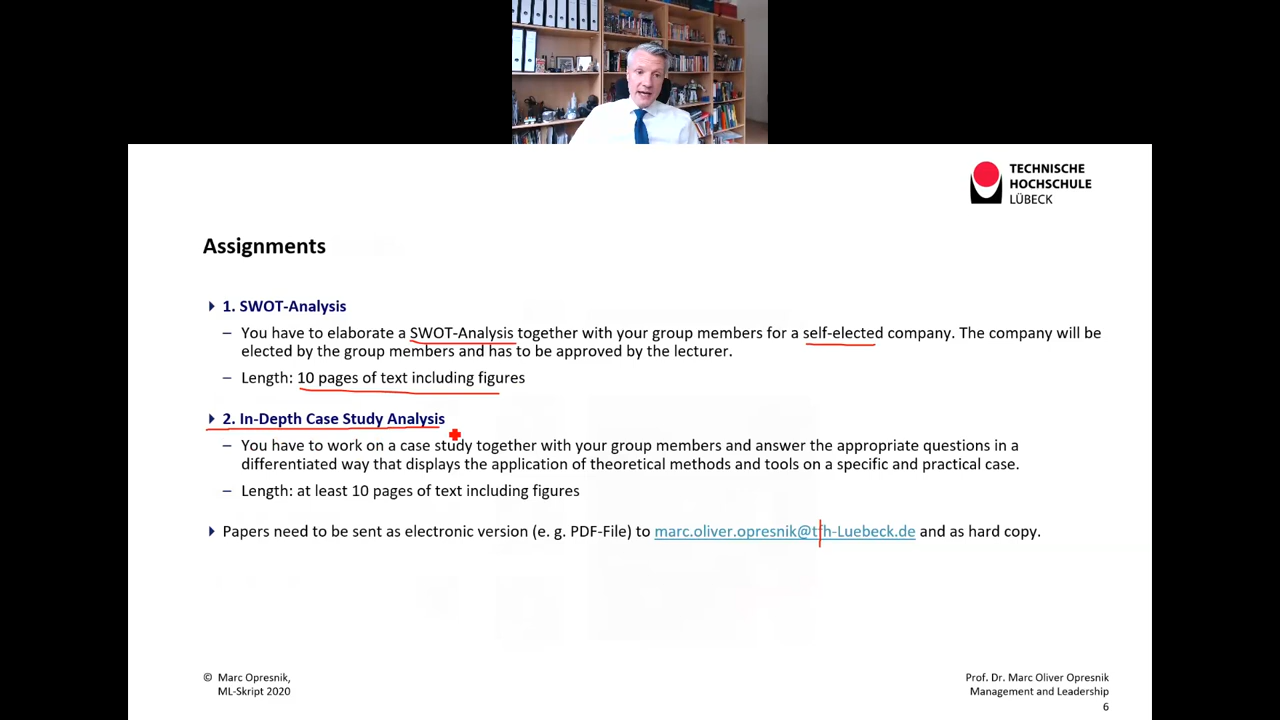 TECHNISCHE
HOCHSCHULE
LÜBECK
Assignments
1. SWOT-Analysis
– You have to elaborate a SWOT-Analysis together with your group members for a self-elected company. The company will be
elected by the group members and has to be approved by the lecturer.
– Length: 10 pages of text including figures
2. In-Depth Case Study Analysis
– You have to work on a case study together with your group members and answer the appropriate questions in a
differentiated way that displays the application of theoretical methods and tools on a specific and practical case.
– Length: at least 10 pages of text including figures
Papers need to be sent as electronic version (e. g. PDF-File) to marc.oliver.opresnik@tfh-Luebeck.de and as hard copy.
© Marc Opresnik,
ML-Skript 2020
Prof. Dr. Marc Oliver Opresnik
Management and Leadership
6